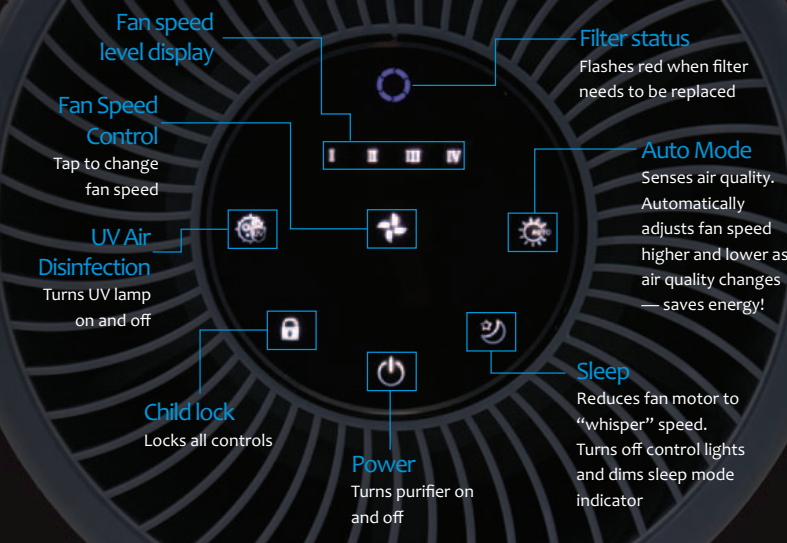 Fan speed
level display
Filter status
Flashes red when filter
needs to be replaced
Fan Speed
Control
Tap to change
fan speed
I II III IV
Auto Mode
Senses air quality.
Automatically
adjusts fan speed
higher and lower as
air quality changes
— saves energy!
UV Air
Disinfection
Turns UV lamp
on and off
Child lock
Locks all controls
Power
Turns purifier on
and off
Sleep
Reduces fan motor to
“whisper” speed.
Turns off control lights
and dims sleep mode
indicator